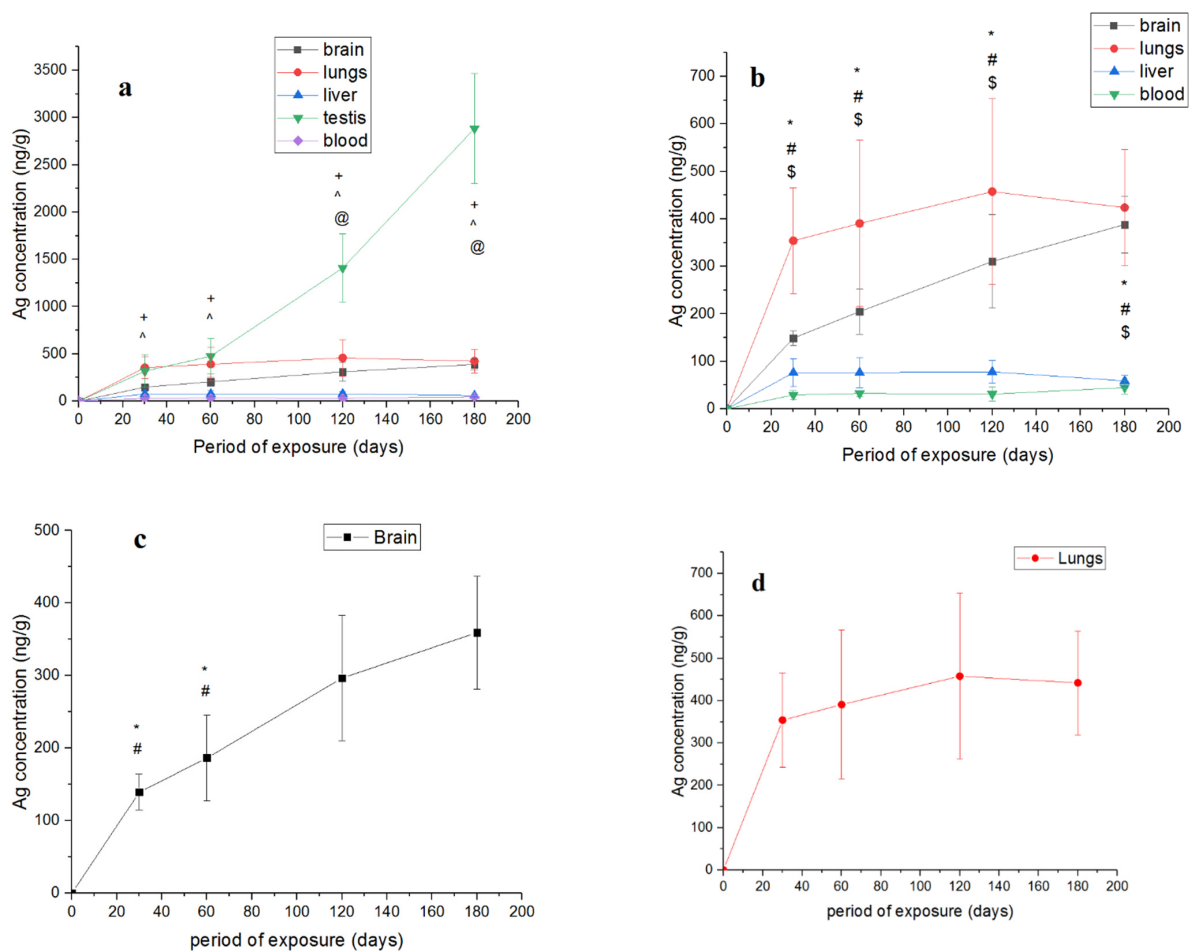 a
brain
lungs
liver
testis
blood
Ag concentration (ng/g)
3500
3000
2500
2000
1500
1000
500
0
+
^
+
^
+
^
@
+
^
@
0 20 40 60 80 100 120 140 160 180 200
Period of exposure (days)
b
brain
lungs
liver
blood
Ag concentration (ng/g)
700
600
500
400
300
200
100
0
*
#
$
*
#
$
*
#
$
*
#
$
0 20 40 60 80 100 120 140 160 180 200
Period of exposure (days)
c
Brain
Ag concentration (ng/g)
500
400
300
200
100
0
*
#
*
#
0 20 40 60 80 100 120 140 160 180 200
period of exposure (days)
d
Lungs
Ag concentration (ng/g)
700
600
500
400
300
200
100
0
0 20 40 60 80 100 120 140 160 180 200
period of exposure (days)